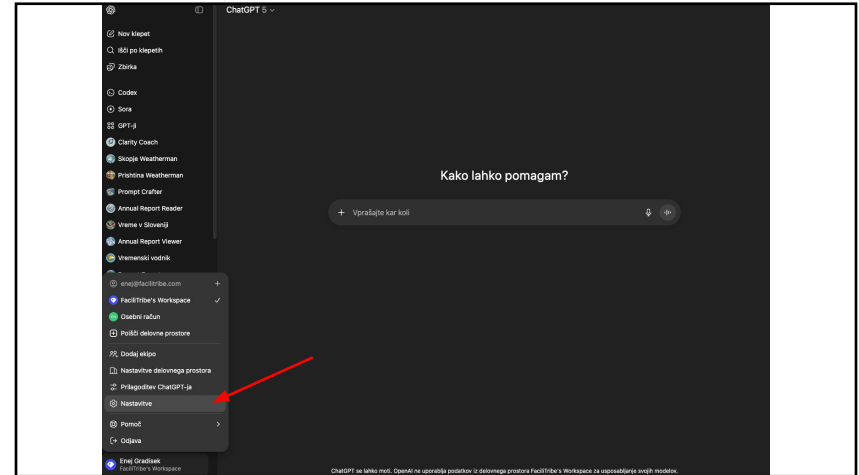 ChatGPT 5
Nov klepet
Išči po klepetih
Zbirka
Codex
Sora
GPT-ji
Clarity Coach
Skopje Weatherman
Prishtina Weatherman
Prompt Crafter
Annual Report Reader
Vreme v Sloveniji
Annual Report Viewer
Vremenski vodnik
enej@facilitribe.com
FaciliTribe's Workspace
Osebni račun
Poišči delovne prostore
Dodaj ekipo
Nastavitve delovnega prostora
Prilagoditev ChatGPT-ja
Nastavitve
Pomoč
Odjava
Enej Gradisek
FaciliTribe's Workspace
Kako lahko pomagam?
Vprašajte kar koli
ChatGPT se lahko moti. OpenAI ne uporablja podatkov iz delovnega prostora FaciliTribe's Workspace za usposabljanje svojih modelov.